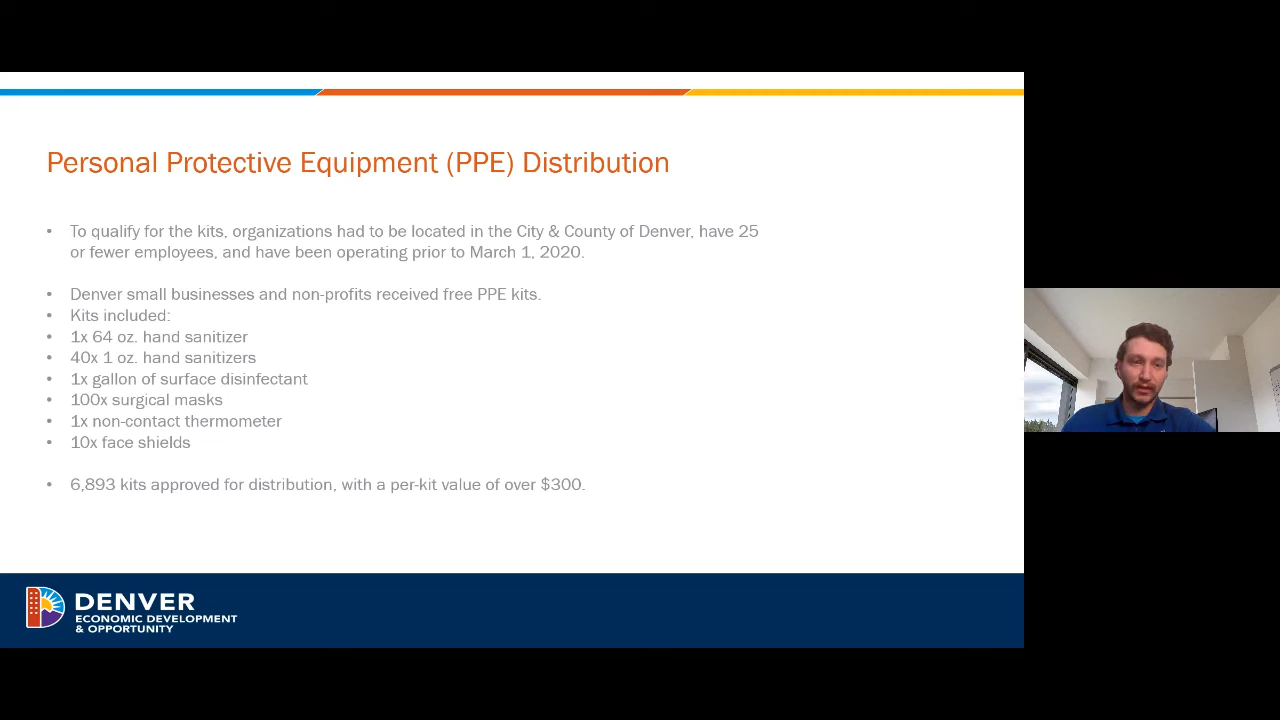 Personal Protective Equipment (PPE) Distribution
• To qualify for the kits, organizations had to be located in the City & County of Denver, have 25
or fewer employees, and have been operating prior to March 1, 2020.
• Denver small businesses and non-profits received free PPE kits.
• Kits included:
• 1x 64 oz. hand sanitizer
• 40x 1 oz. hand sanitizers
• 1x gallon of surface disinfectant
• 100x surgical masks
• 1x non-contact thermometer
• 10x face shields
• 6,893 kits approved for distribution, with a per-kit value of over $300.
DENVER
ECONOMIC DEVELOPMENT
& OPPORTUNITY